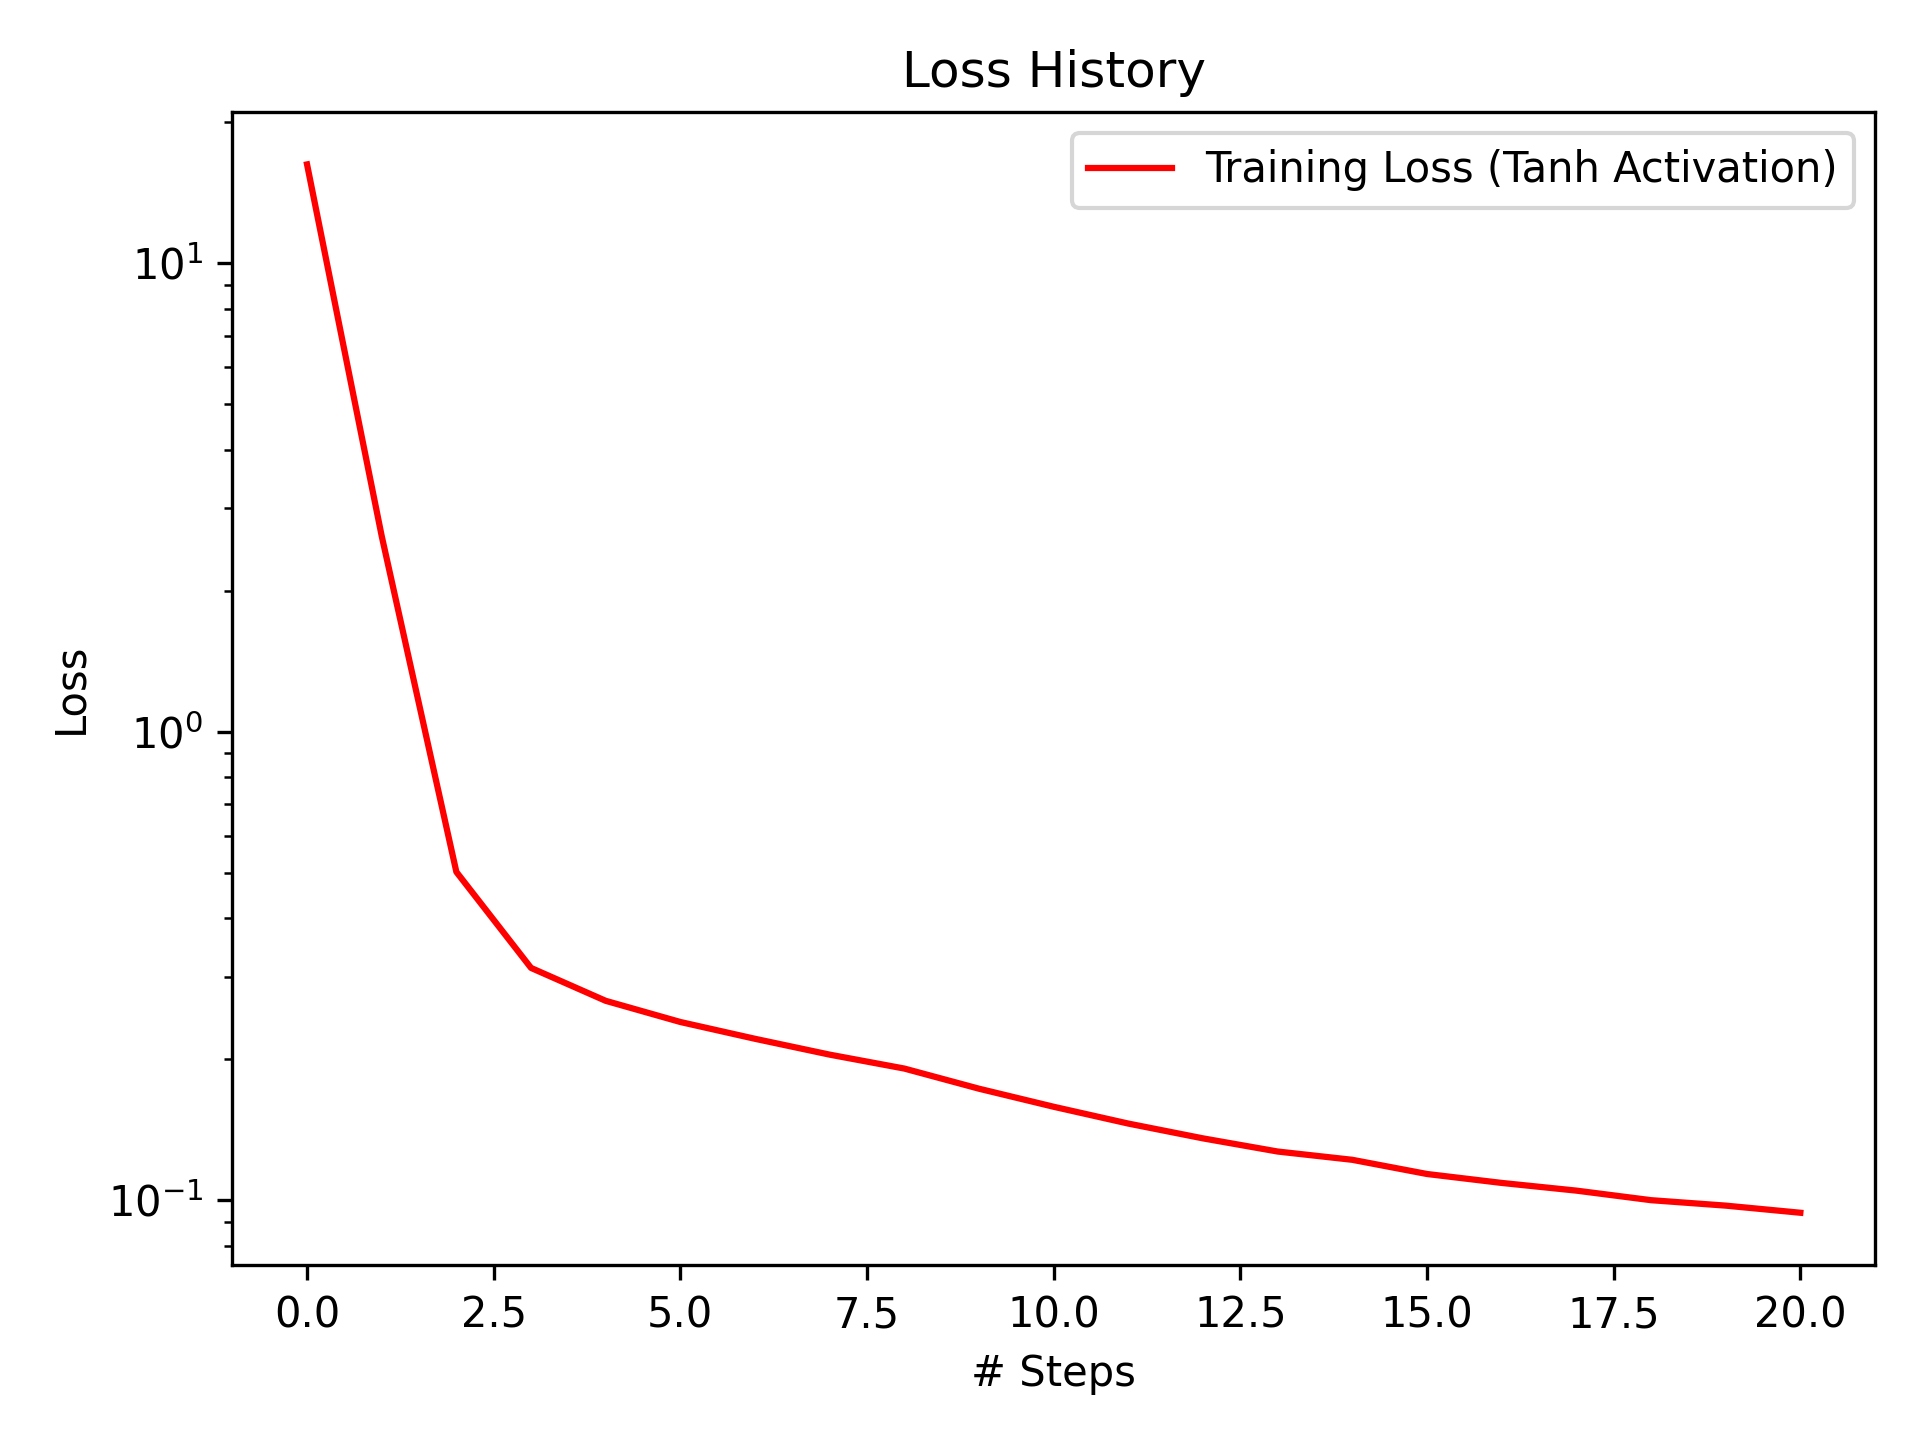 Loss History
Training Loss (Tanh Activation)
Loss
10¹
10⁰
10⁻¹
0.0 2.5 5.0 7.5 10.0 12.5 15.0 17.5 20.0
# Steps